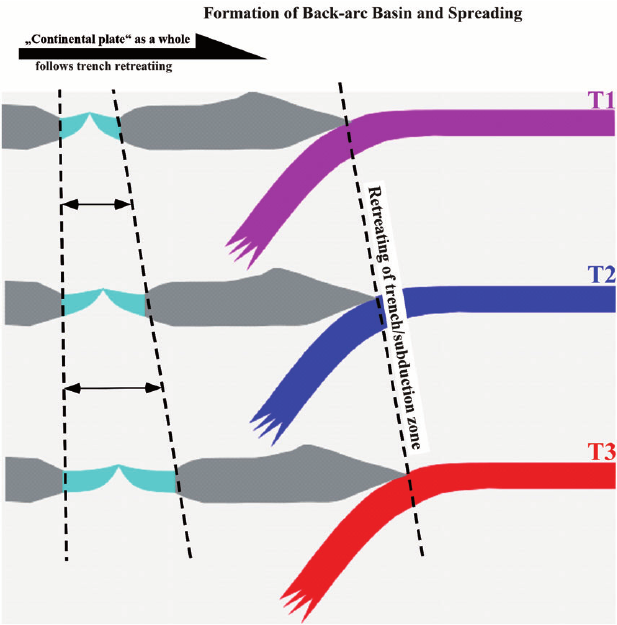 Formation of Back-arc Basin and Spreading
„Continental plate“ as a whole
follows trench retreatiing
T1
Retreating of trench/subduction zone
T2
T3